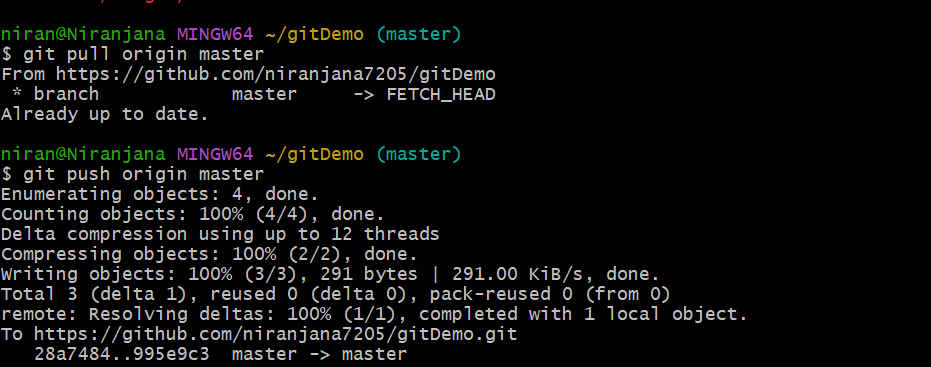 niran@Niranjana MINGW64 ~/gitDemo (master)
$ git pull origin master
From https://github.com/niranjana7205/gitDemo
 * branch            master     -> FETCH_HEAD
Already up to date.

niran@Niranjana MINGW64 ~/gitDemo (master)
$ git push origin master
Enumerating objects: 4, done.
Counting objects: 100% (4/4), done.
Delta compression using up to 12 threads
Compressing objects: 100% (2/2), done.
Writing objects: 100% (3/3), 291 bytes | 291.00 KiB/s, done.
Total 3 (delta 1), reused 0 (delta 0), pack-reused 0 (from 0)
remote: Resolving deltas: 100% (1/1), completed with 1 local object.
To https://github.com/niranjana7205/gitDemo.git
   28a7484..995e9c3  master -> master